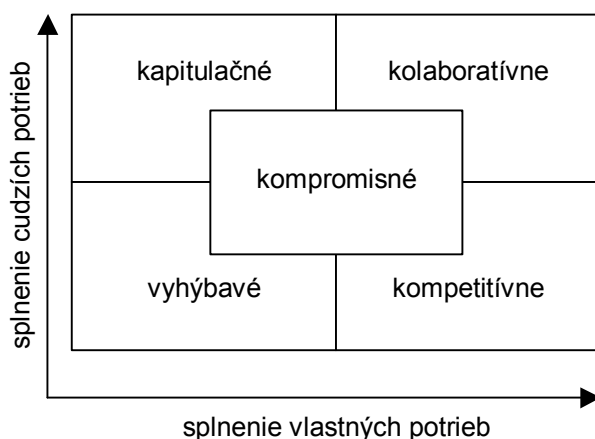 splnenie cudzích potrieb
kapitulačné
kolaboratívne
kompromisné
vyhýbavé
kompetitívne
splnenie vlastných potrieb